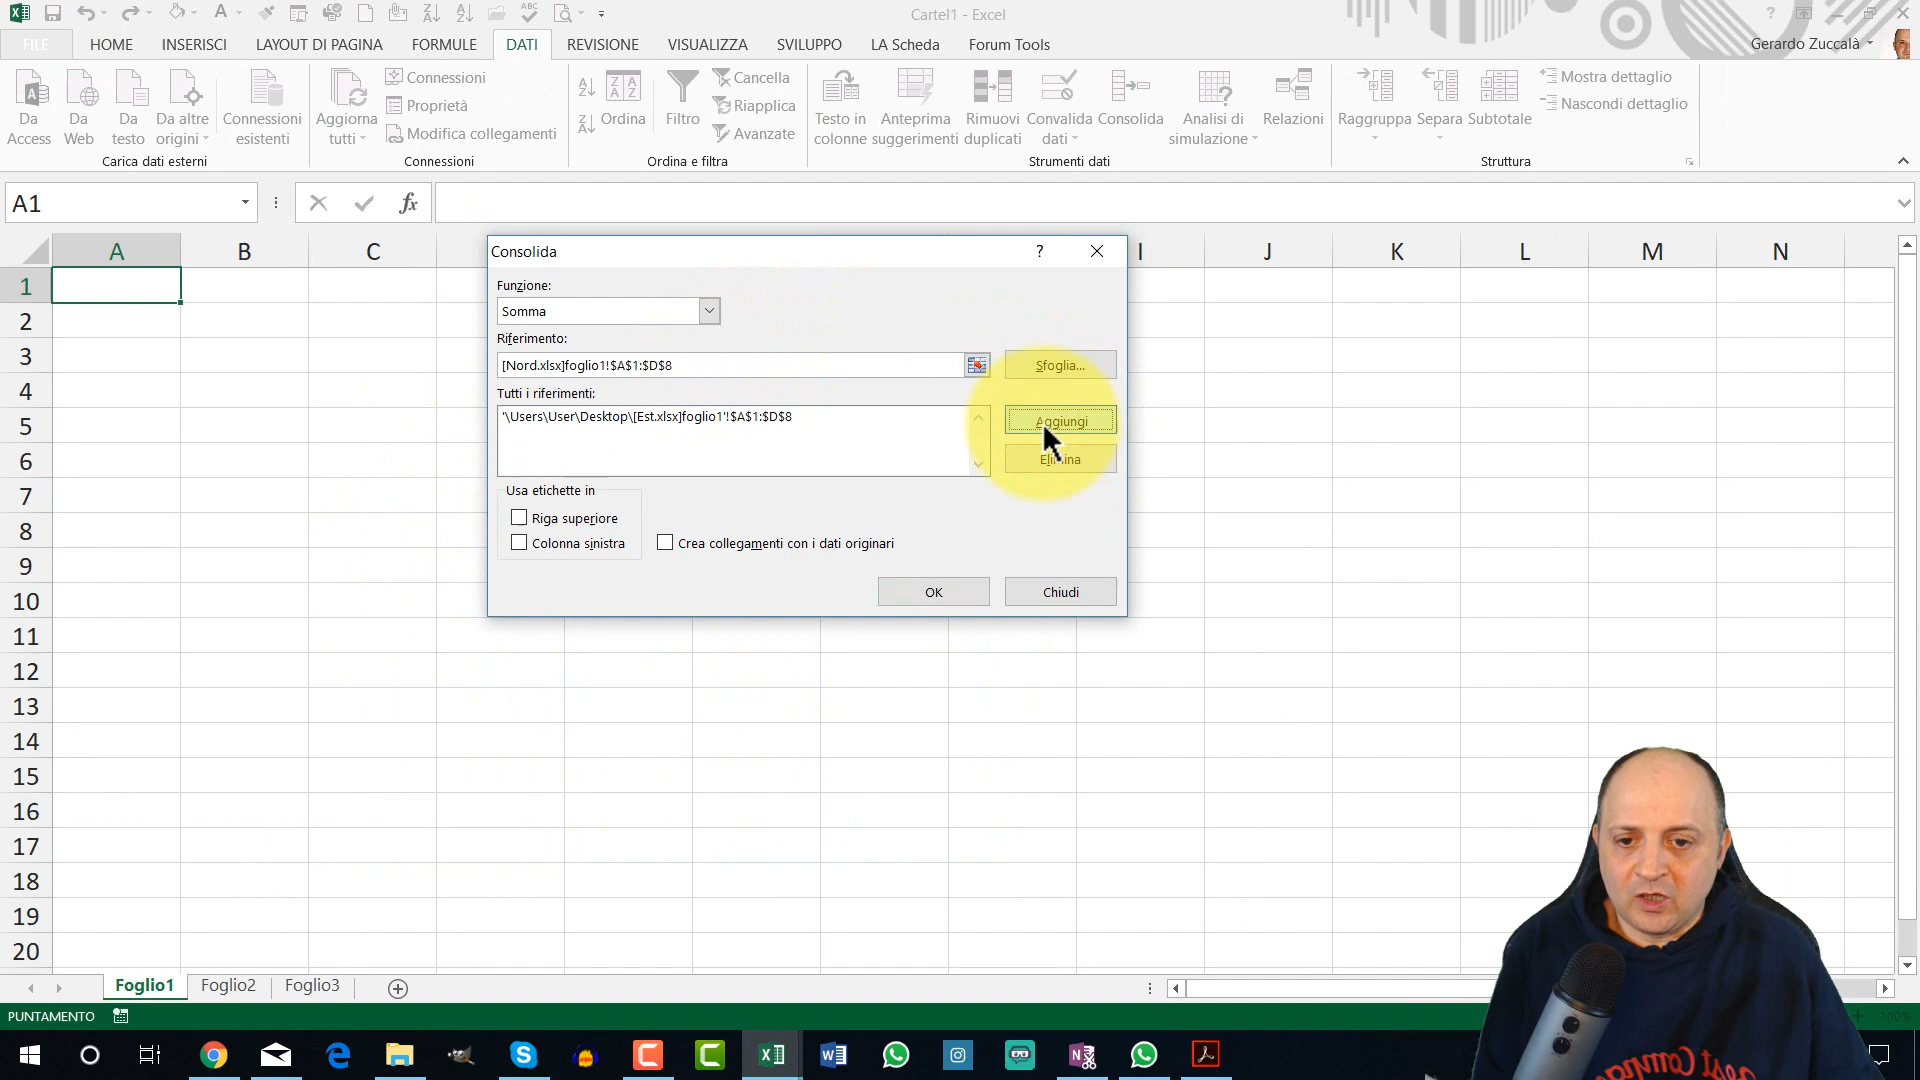 Cartel1 - Excel
FILE HOME INSERISCI LAYOUT DI PAGINA FORMULE DATI REVISIONE VISUALIZZA SVILUPPO LA Scheda Forum Tools Gerardo Zuccalà
Da Access
Da Web
Da testo
Da altre origini
Connessioni esistenti
Carica dati esterni
Aggiorna tutti
Connessioni
Proprietà
Modifica collegamenti
Connessioni
Ordina
Filtro
Cancella
Riapplica
Avanzate
Ordina e filtra
Testo in colonne
Anteprima suggerimenti
Rimuovi duplicati
Convalida dati
Consolida
Analisi di simulazione
Relazioni
Strumenti dati
Raggruppa
Separa
Subtotale
Mostra dettaglio
Nascondi dettaglio
Struttura
A1
fx
A B C I J K L M N
1
2
3
4
5
6
7
8
9
10
11
12
13
14
15
16
17
18
19
20
Consolida ?
Funzione:
Somma
Riferimento:
[Nord.xlsx]foglio1!$A$1:$D$8
Sfoglia...
Tutti i riferimenti:
'\Users\User\Desktop\[Est.xlsx]foglio1'!$A$1:$D$8
Aggiungi
Elimina
Usa etichette in
Riga superiore
Colonna sinistra
Crea collegamenti con i dati originari
OK
Chiudi
Foglio1 Foglio2 Foglio3
PUNTAMENTO
100%